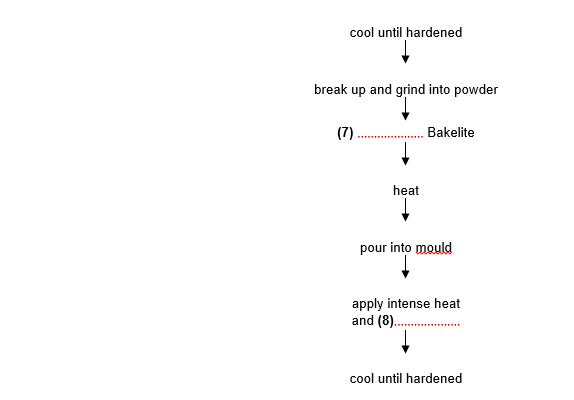 cool until hardened
break up and grind into powder
(7) .................... Bakelite
heat
pour into mould
apply intense heat
and (8)....................
cool until hardened